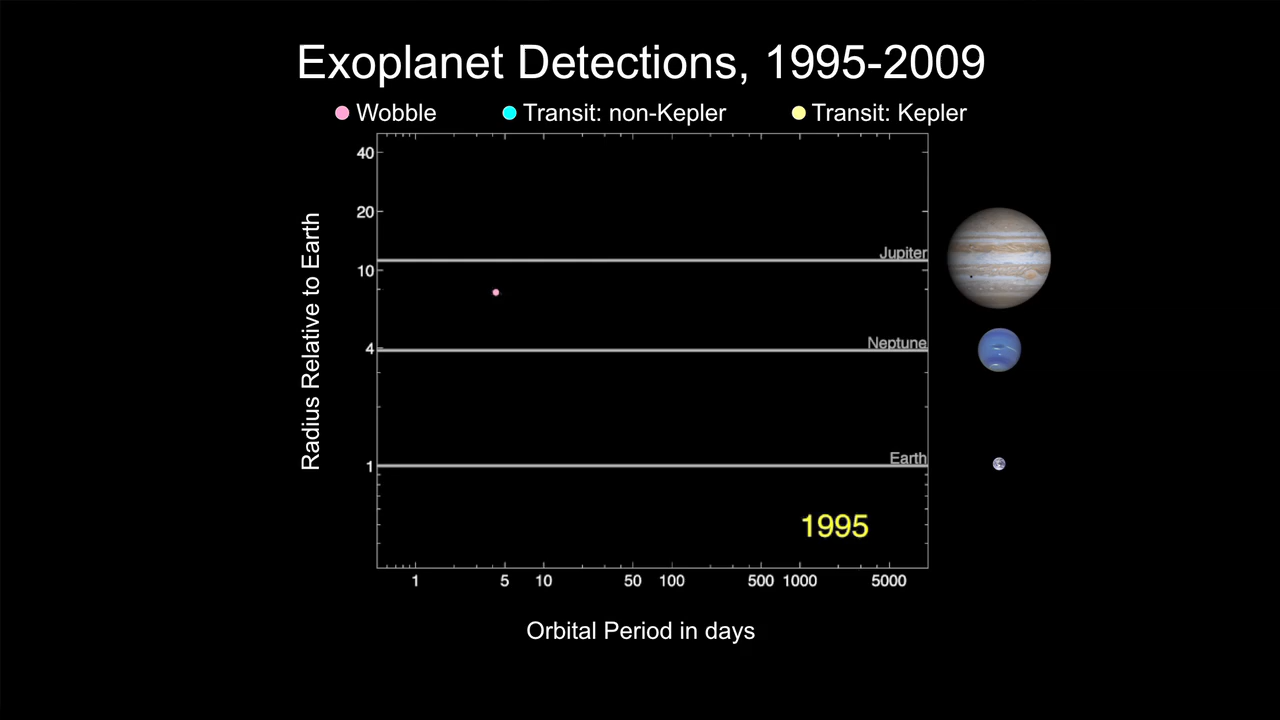 Exoplanet Detections, 1995-2009
Wobble Transit: non-Kepler Transit: Kepler
Radius Relative to Earth
40
20
Jupiter
10
Neptune
4
Earth
1
1995
1 5 10 50 100 500 1000 5000
Orbital Period in days